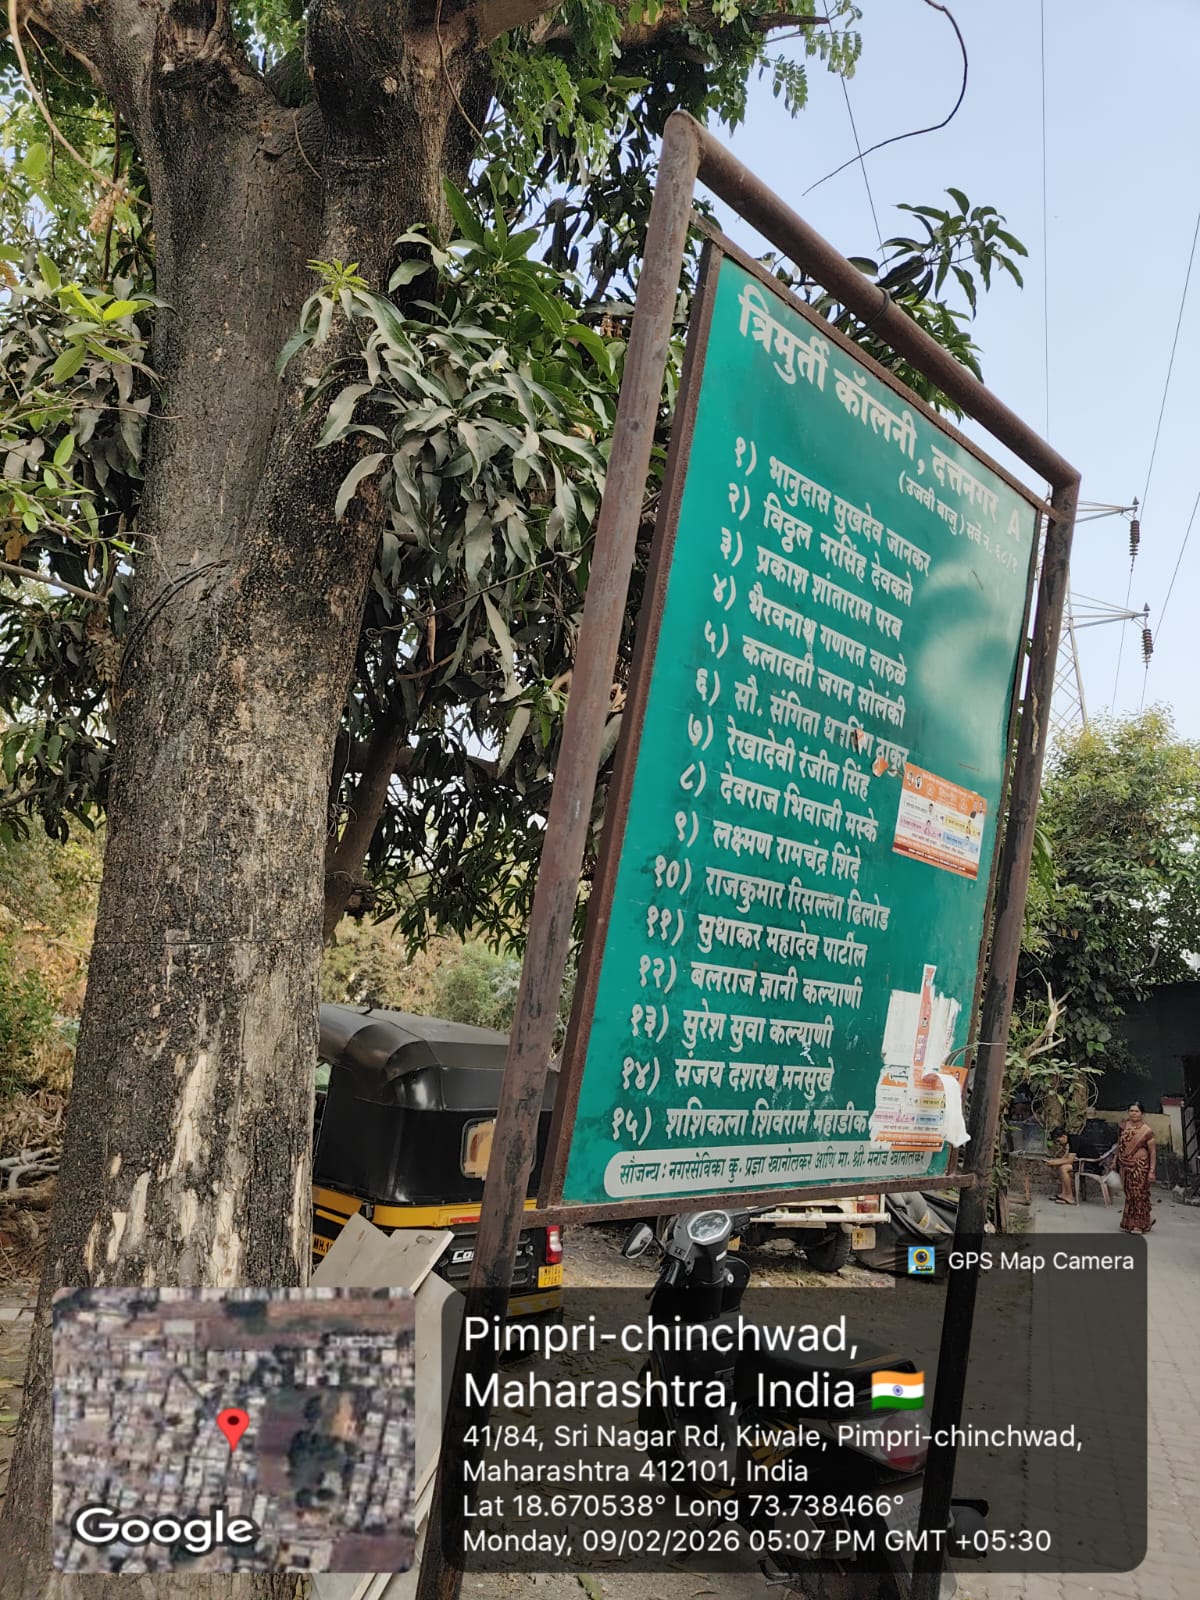 त्रिमुर्ती कॉलनी, दत्तनगर A
(उजवी बाजु) सर्वे नं. ६८/१
१) भानुदास सुखदेव जानकर
२) विठ्ठल नरसिंह देवकते
३) प्रकाश शांताराम परब
४) भैरवनाथ गणपत वारुळे
५) कलावती जगन सोलंकी
६) सौ. संगिता ठाकुर
७) रेखादेवी रंजीत सिंह
८) देवराज भिवाजी मस्के
९) लक्ष्मण रामचंद्र शिंदे
१०) राजकुमार रिसल्ला ढिलोड
११) सुधाकर महादेव पार्टील
१२) बलराज ज्ञानी कल्याणी
१३) सुरेश सुवा कल्याणी
१४) संजय दशरथ मनसुखे
१५) शशिकला शिवराम महाडीक
सौजन्य : नगरसेविका कु. प्रज्ञा खानोलकर आणि मा. श्री. मनोज खानोलकर
GPS Map Camera
Pimpri-chinchwad,
Maharashtra, India
41/84, Sri Nagar Rd, Kiwale, Pimpri-chinchwad,
Maharashtra 412101, India
Lat 18.670538° Long 73.738466°
Monday, 09/02/2026 05:07 PM GMT +05:30
Google